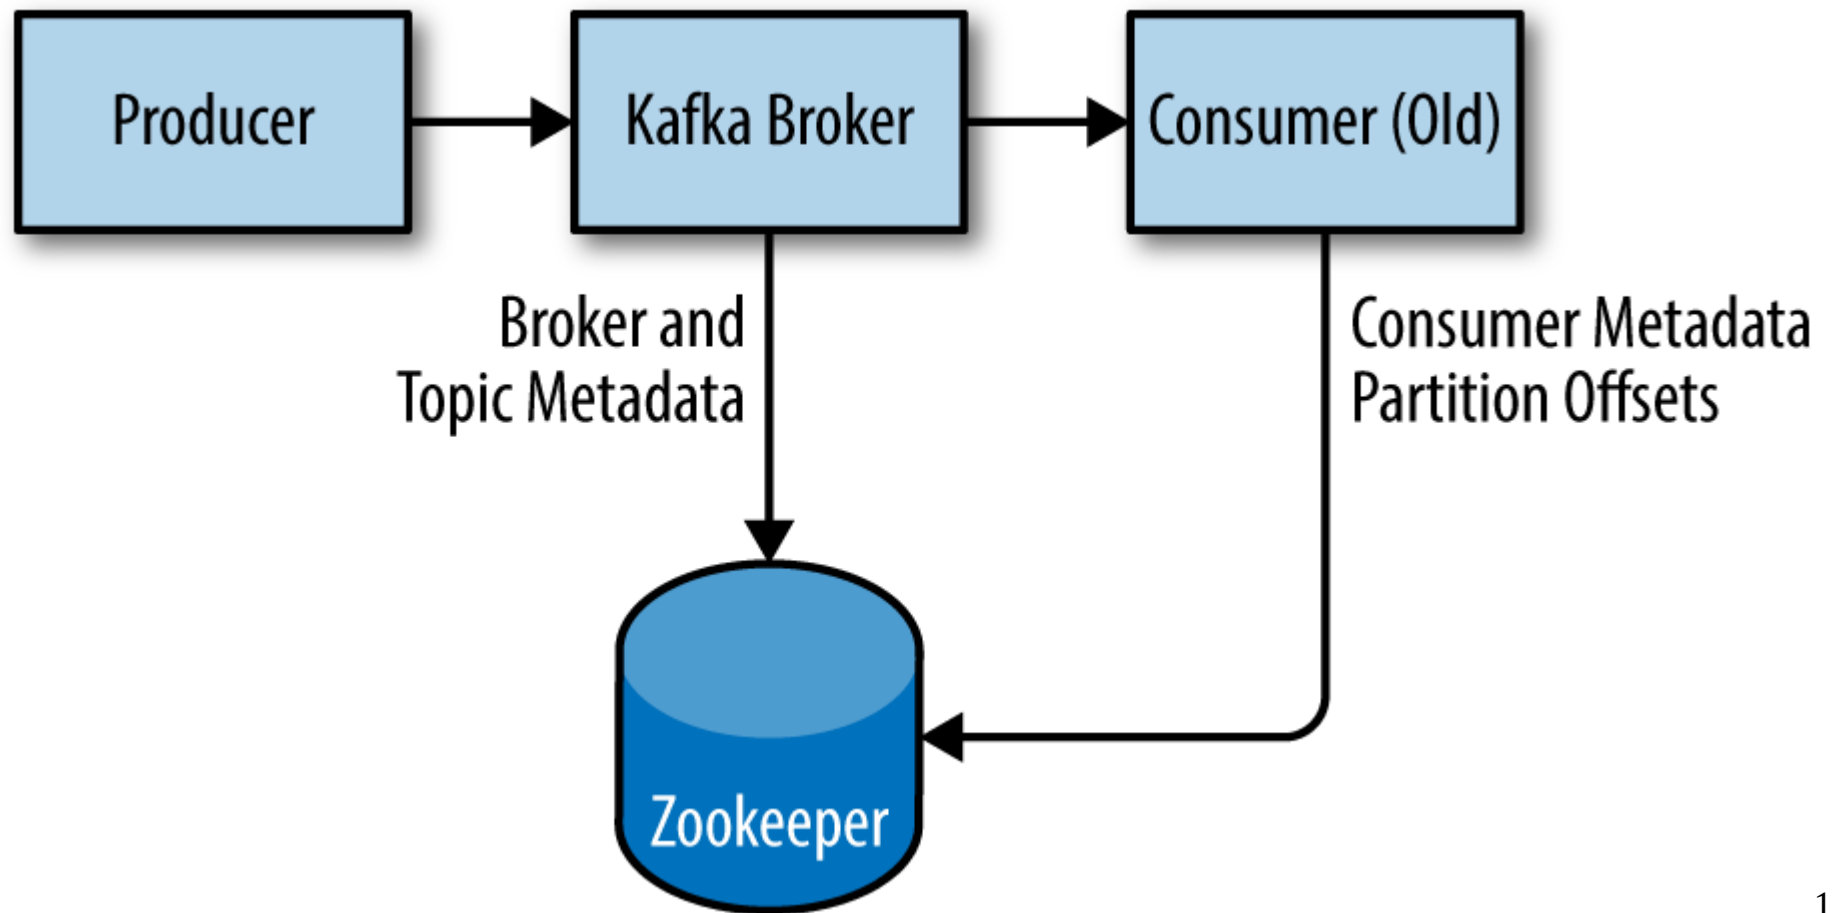 Producer
Kafka Broker
Consumer (Old)
Broker and
Topic Metadata
Consumer Metadata
Partition Offsets
Zookeeper
1